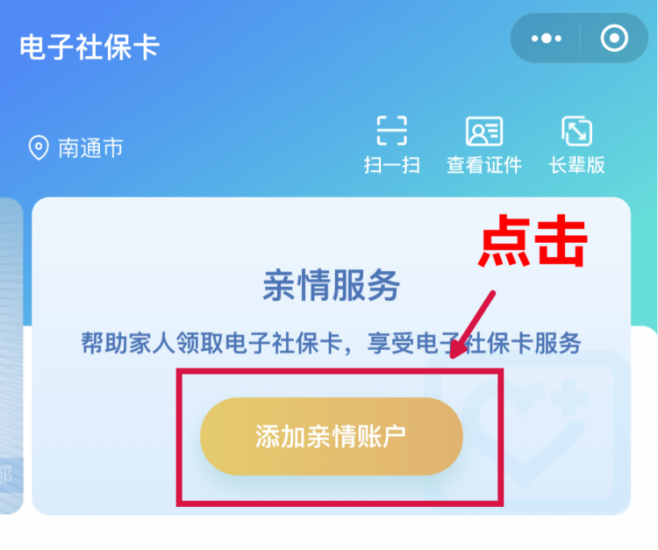 电子社保卡
南通市
扫一扫
查看证件
长辈版
点击
亲情服务
帮助家人领取电子社保卡，享受电子社保卡服务
添加亲情账户
部